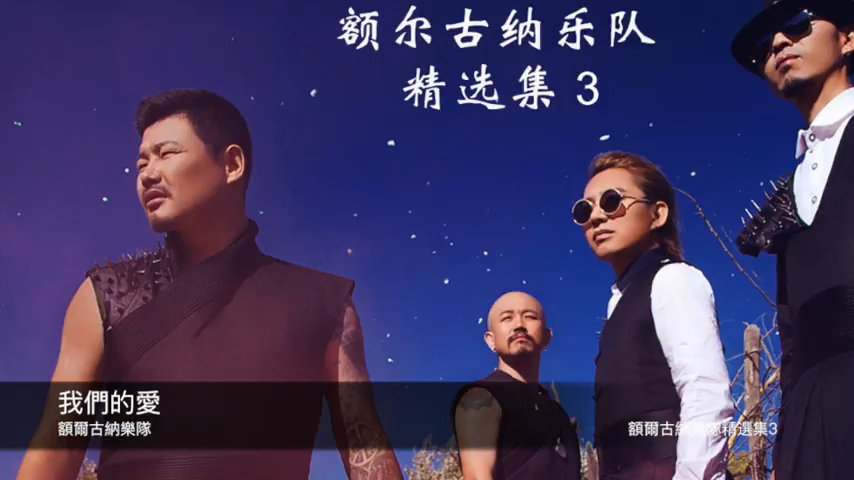 额尔古纳乐队
精选集 3
我們的愛
額爾古納樂隊
額爾古納樂隊精選集3